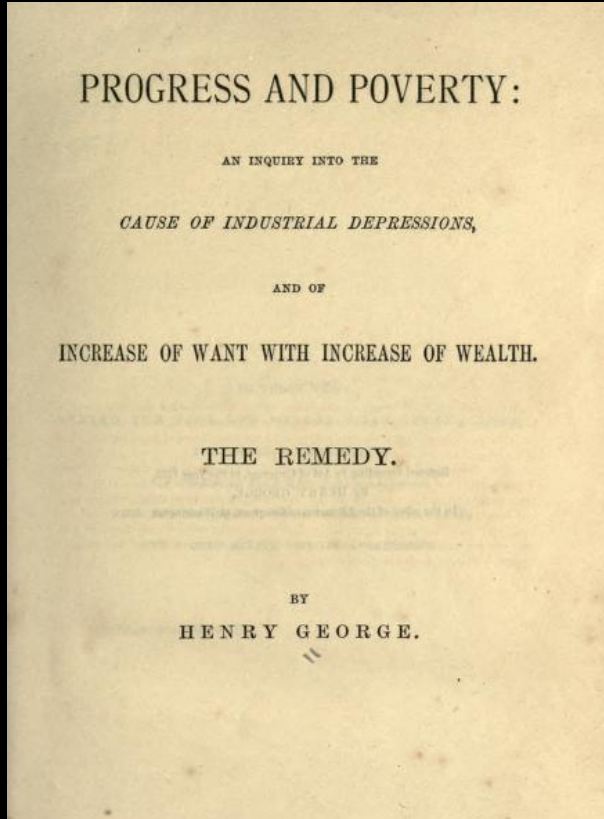 PROGRESS AND POVERTY:
AN INQUIRY INTO THE
CAUSE OF INDUSTRIAL DEPRESSIONS,
AND OF
INCREASE OF WANT WITH INCREASE OF WEALTH.
THE REMEDY.
BY
HENRY GEORGE.